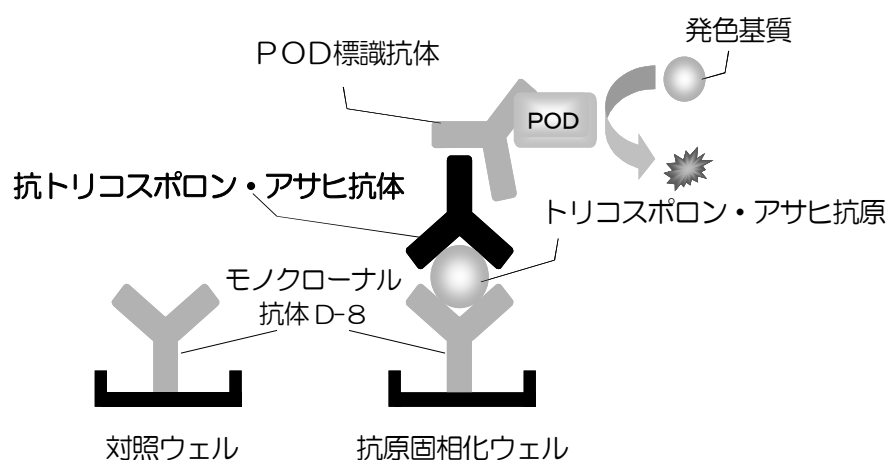 発色基質
POD標識抗体
POD
抗トリコスポロン・アサヒ抗体
トリコスポロン・アサヒ抗原
モノクローナル
抗体D-8
対照ウェル
抗原固相化ウェル